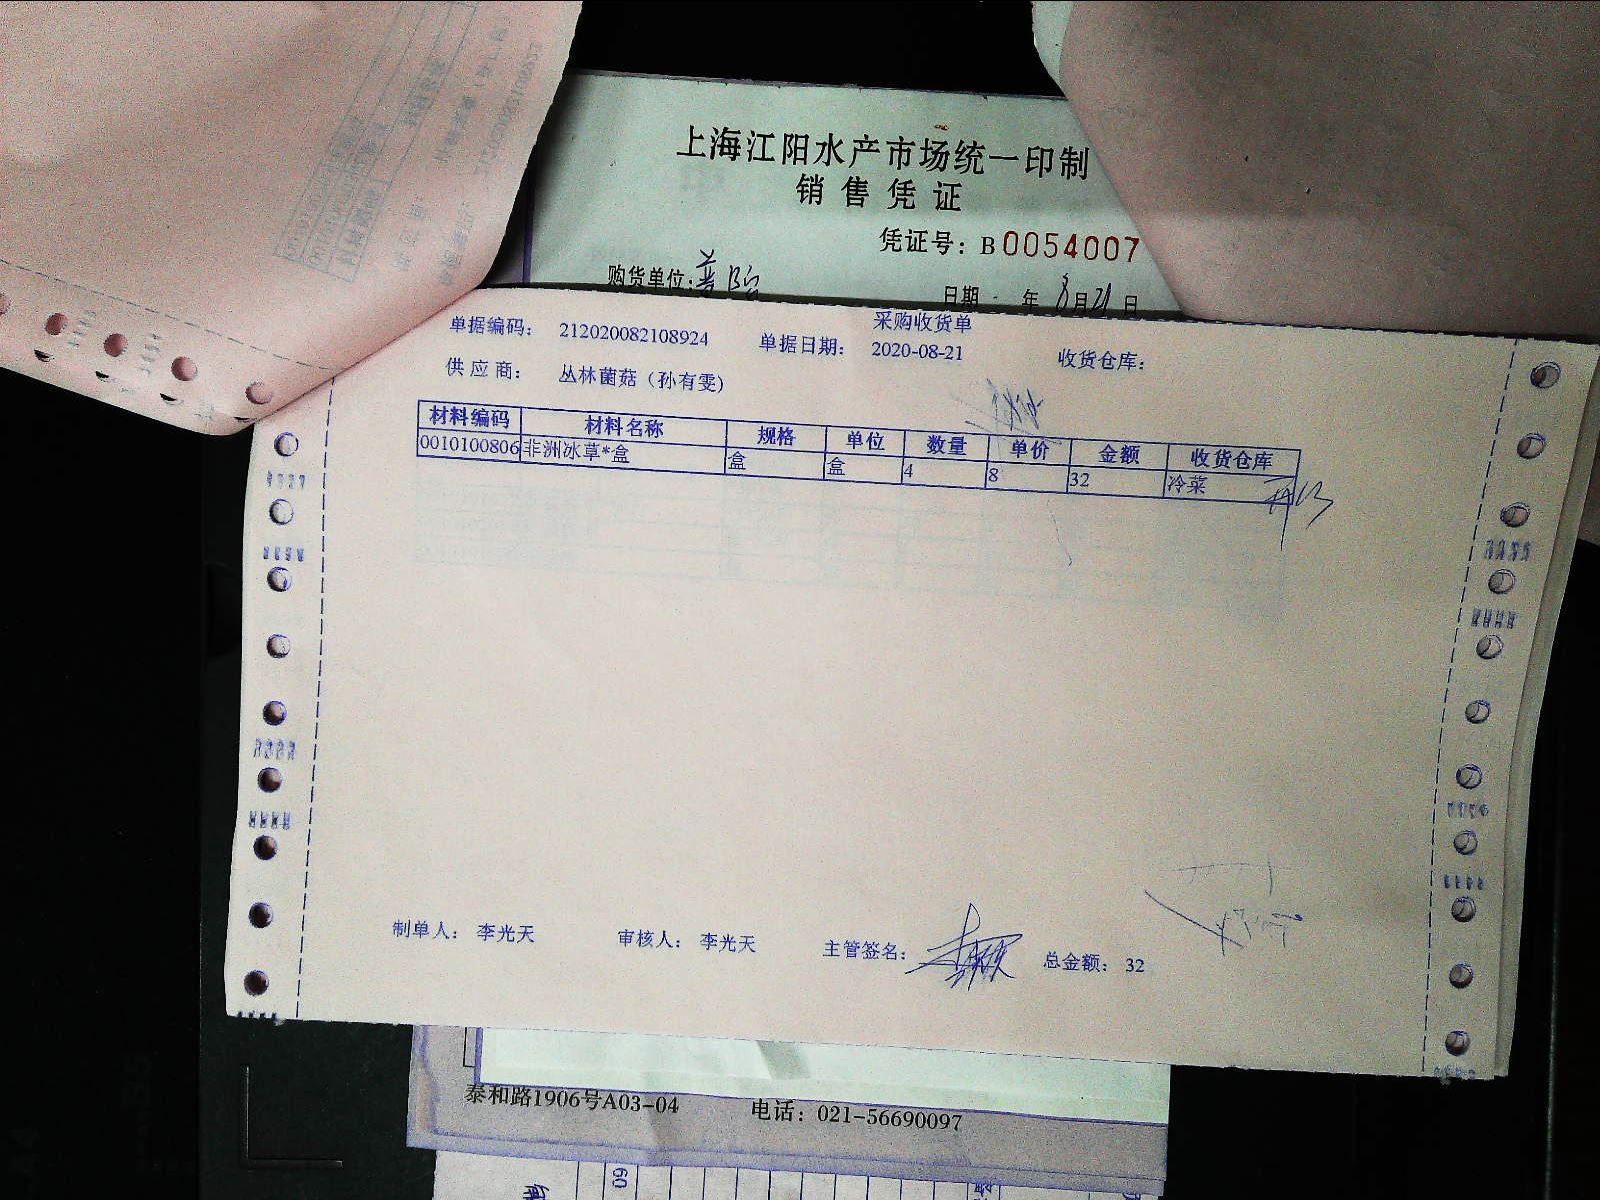 上海江阳水产市场统一印制
销售凭证
凭证号：B0054007
购货单位:
日期 年 8月21日
采购收货单
单据编码： 212020082108924 单据日期： 2020-08-21 收货仓库：
供应商： 丛林菌菇（孙有雯）
材料编码 材料名称 规格 单位 数量 单价 金额 收货仓库
0010100806 非洲冰草*盒 盒 盒 4 8 32 冷菜
制单人： 李光天 审核人： 李光天 主管签名： 总金额： 32
泰和路1906号A03-04 电话：021-56690097
60